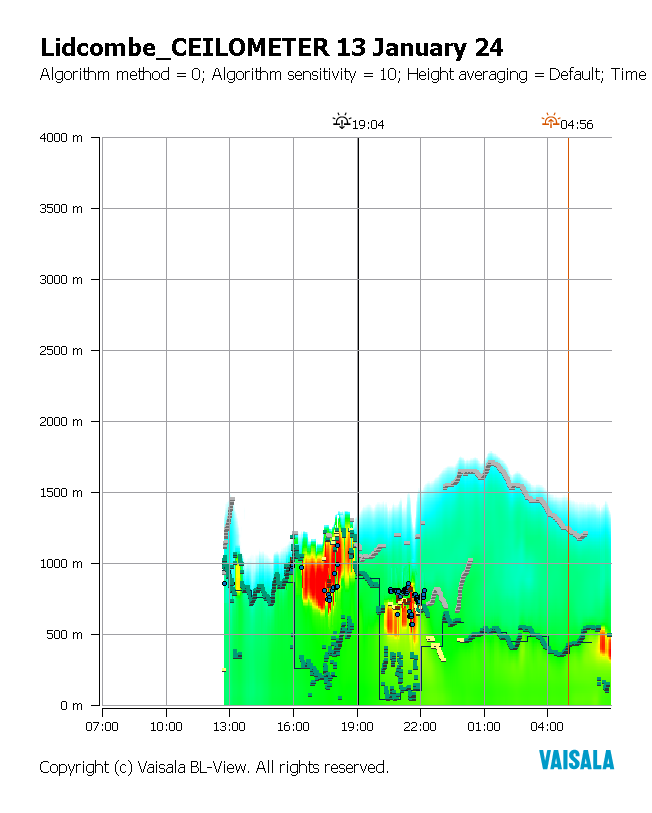 Lidcombe_CEILOMETER 13 January 24
Algorithm method = 0; Algorithm sensitivity = 10; Height averaging = Default; Time
19:04
04:56
4000 m
3500 m
3000 m
2500 m
2000 m
1500 m
1000 m
500 m
0 m
07:00 10:00 13:00 16:00 19:00 22:00 01:00 04:00
Copyright (c) Vaisala BL-View. All rights reserved.
VAISALA